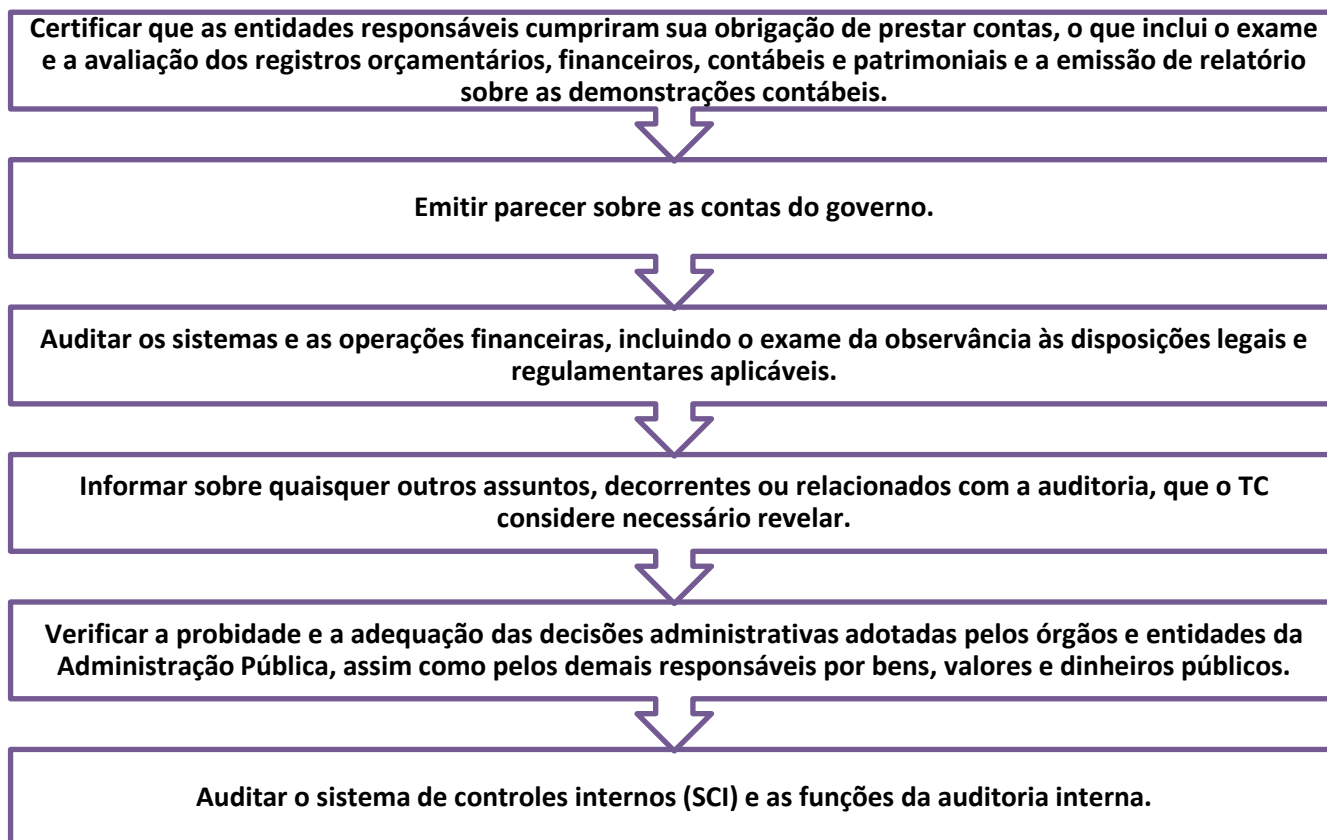 Certificar que as entidades responsáveis cumpriram sua obrigação de prestar contas, o que inclui o exame
e a avaliação dos registros orçamentários, financeiros, contábeis e patrimoniais e a emissão de relatório
sobre as demonstrações contábeis.
Emitir parecer sobre as contas do governo.
Auditar os sistemas e as operações financeiras, incluindo o exame da observância às disposições legais e
regulamentares aplicáveis.
Informar sobre quaisquer outros assuntos, decorrentes ou relacionados com a auditoria, que o TC
considere necessário revelar.
Verificar a probidade e a adequação das decisões administrativas adotadas pelos órgãos e entidades da
Administração Pública, assim como pelos demais responsáveis por bens, valores e dinheiros públicos.
Auditar o sistema de controles internos (SCI) e as funções da auditoria interna.